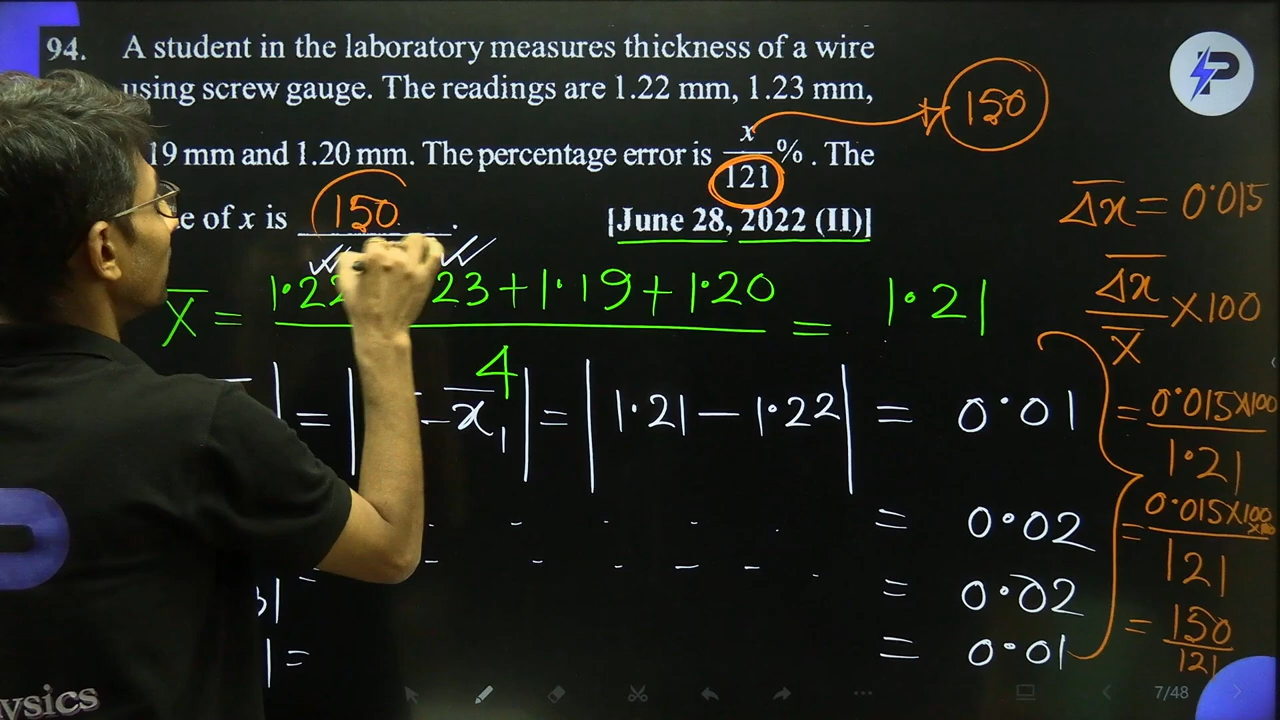 94. A student in the laboratory measures thickness of a wire
using screw gauge. The readings are 1.22 mm, 1.23 mm,
19 mm and 1.20 mm. The percentage error is x/121 %. The
e of x is 150.
[June 28, 2022 (II)]
150
x̄ = 1.22 23 + 1.19 + 1.20 / 4 = 1.21
| = | - x̄₁ | = | 1.21 - 1.22 | = 0.01
= 0.02
= 0.02
| = = 0.01
Δx̄ = 0.015
Δx̄ / x̄ × 100
= 0.015×100 / 1.21
= 0.015×100×100 / 121
= 150 / 121
P
ysics
7/48